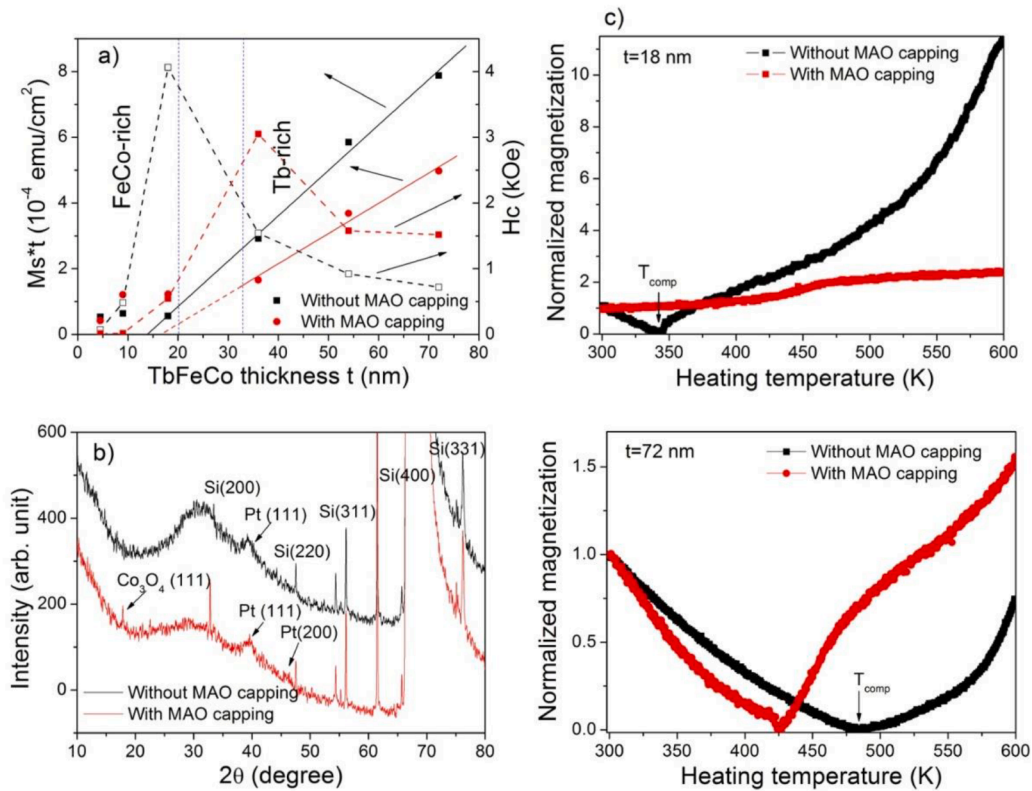 a)
Ms*t (10⁻⁴ emu/cm²)
8
6
4
2
0
FeCo-rich
Tb-rich
4
3
2
1
0
Hc (kOe)
Without MAO capping
With MAO capping
0 10 20 30 40 50 60 70 80
TbFeCo thickness t (nm)
c)
t=18 nm
Without MAO capping
With MAO capping
Normalized magnetization
10
8
6
4
2
0
Tcomp
300 350 400 450 500 550 600
Heating temperature (K)
b)
Intensity (arb. unit)
600
400
200
0
Si(200)
Pt (111)
Si(220)
Si(311)
Si(400)
Si(331)
Co₃O₄ (111)
Pt (111)
Pt(200)
Without MAO capping
With MAO capping
10 20 30 40 50 60 70 80
2θ (degree)
t=72 nm
Without MAO capping
With MAO capping
Normalized magnetization
1.5
1.0
0.5
0.0
Tcomp
300 350 400 450 500 550 600
Heating temperature (K)